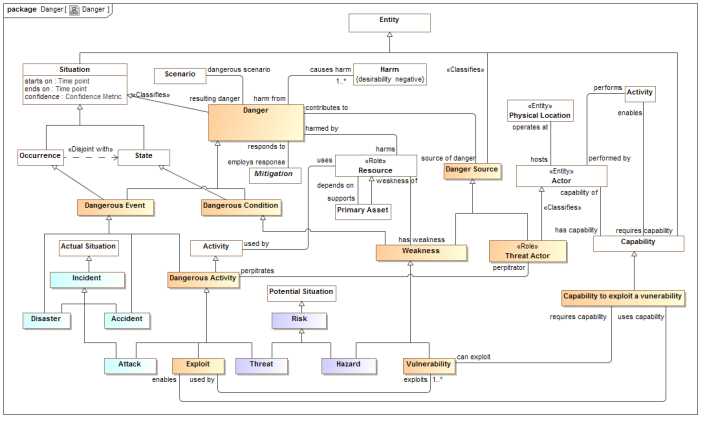 package Danger [ Danger ]
Entity
Situation
starts on : Time point
ends on : Time point
confidence : Confidence Metric
Scenario
dangerous scenario
causes harm
1..*
Harm
{desirability negative}
«Classifies»
«Classifies»
resulting danger
harm from
Danger
contributes to
harmed by
responds to
employs response
Mitigation
harms
uses
«Role»
Resource
depends on
weakness of
supports
Primary Asset
source of danger
Danger Source
«Entity»
Physical Location
operates at
hosts
performs
Activity
enables
performed by
«Entity»
Actor
capability of
«Classifies»
has capability
requires capability
Capability
Occurrence
«Disjoint with»
State
Dangerous Event
Dangerous Condition
Actual Situation
Activity
used by
has weakness
Weakness
«Role»
Threat Actor
perpitrator
perpitrates
Incident
Dangerous Activity
Potential Situation
Capability to exploit a vunerability
requires capability
uses capability
Disaster
Accident
Risk
Attack
Exploit
Threat
Hazard
Vulnerability
can exploit
enables
used by
exploits
1..*